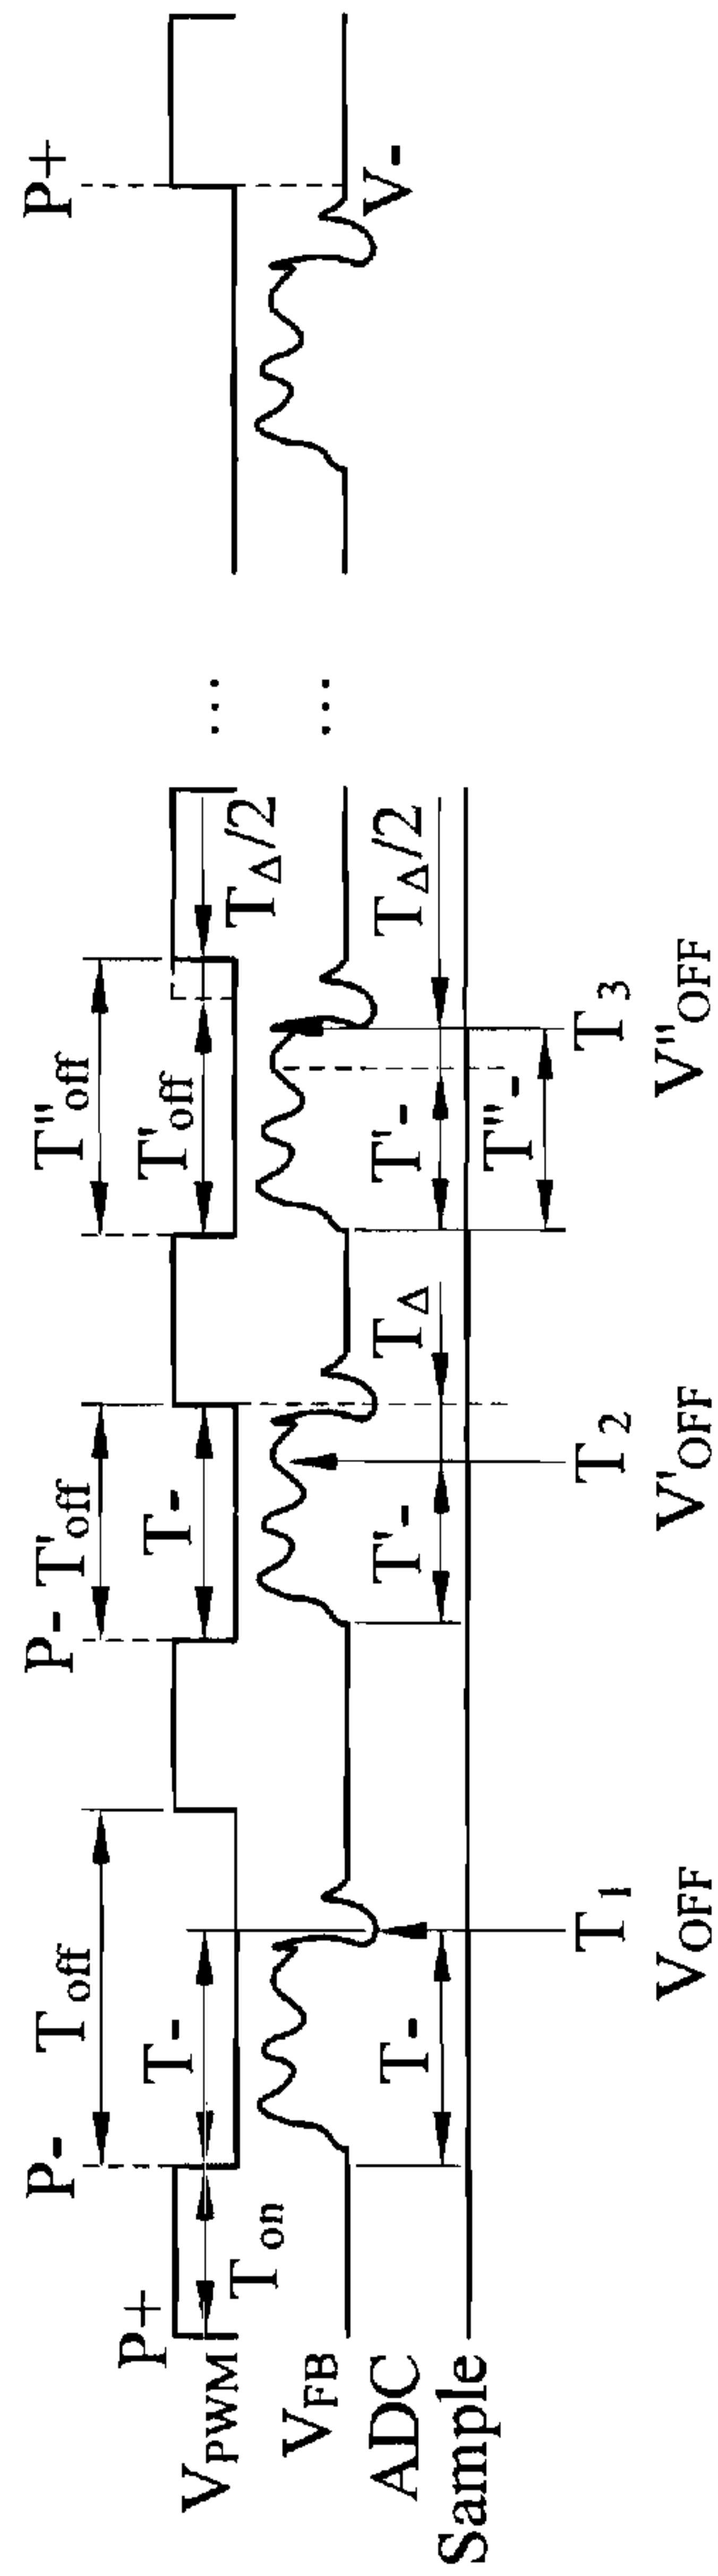 P+ P- P- P+
Toff T'off T"off
T- T- T'off
Ton TΔ/2
VPWM ...
VFB ... V-
ADC
Sample
T- T'- TΔ T'- TΔ/2
T"-
T1 T2 T3
VOFF V'OFF V"OFF